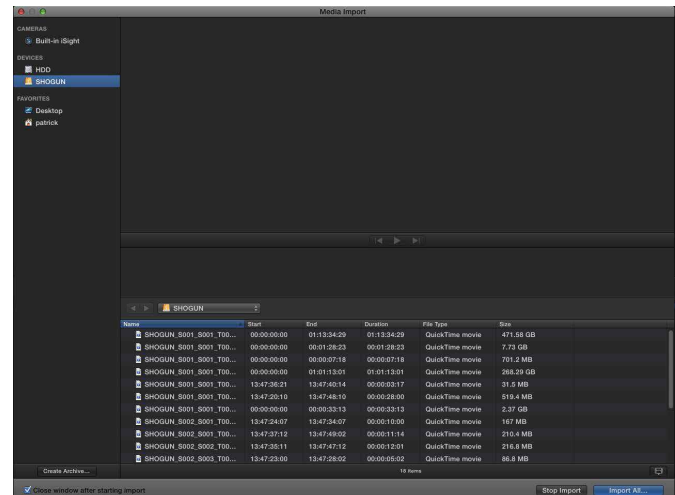 Media Import
CAMERAS
Built-in iSight
DEVICES
HDD
SHOGUN
FAVORITES
Desktop
patrick
SHOGUN
Name Start End Duration File Type Size
SHOGUN_S001_S001_T00... 00:00:00:00 01:13:34:29 01:13:34:29 QuickTime movie 471.58 GB
SHOGUN_S001_S001_T00... 00:00:00:00 00:01:28:23 00:01:28:23 QuickTime movie 7.73 GB
SHOGUN_S001_S001_T00... 00:00:00:00 00:00:07:18 00:00:07:18 QuickTime movie 701.2 MB
SHOGUN_S001_S001_T00... 00:00:00:00 01:01:13:01 01:01:13:01 QuickTime movie 268.29 GB
SHOGUN_S001_S001_T00... 13:47:36:21 13:47:40:14 00:00:03:17 QuickTime movie 31.5 MB
SHOGUN_S001_S001_T00... 13:47:20:10 13:47:48:10 00:00:28:00 QuickTime movie 519.4 MB
SHOGUN_S001_S001_T00... 00:00:00:00 00:00:33:13 00:00:33:13 QuickTime movie 2.37 GB
SHOGUN_S002_S001_T00... 13:47:24:07 13:47:34:07 00:00:10:00 QuickTime movie 167 MB
SHOGUN_S002_S001_T00... 13:47:37:12 13:47:49:02 00:00:11:14 QuickTime movie 210.4 MB
SHOGUN_S002_S002_T00... 13:47:35:11 13:47:47:12 00:00:12:01 QuickTime movie 216.8 MB
SHOGUN_S002_S003_T00... 13:47:23:00 13:47:28:02 00:00:05:02 QuickTime movie 86.8 MB
Create Archive... 18 items
Close window after starting import Stop Import Import All...